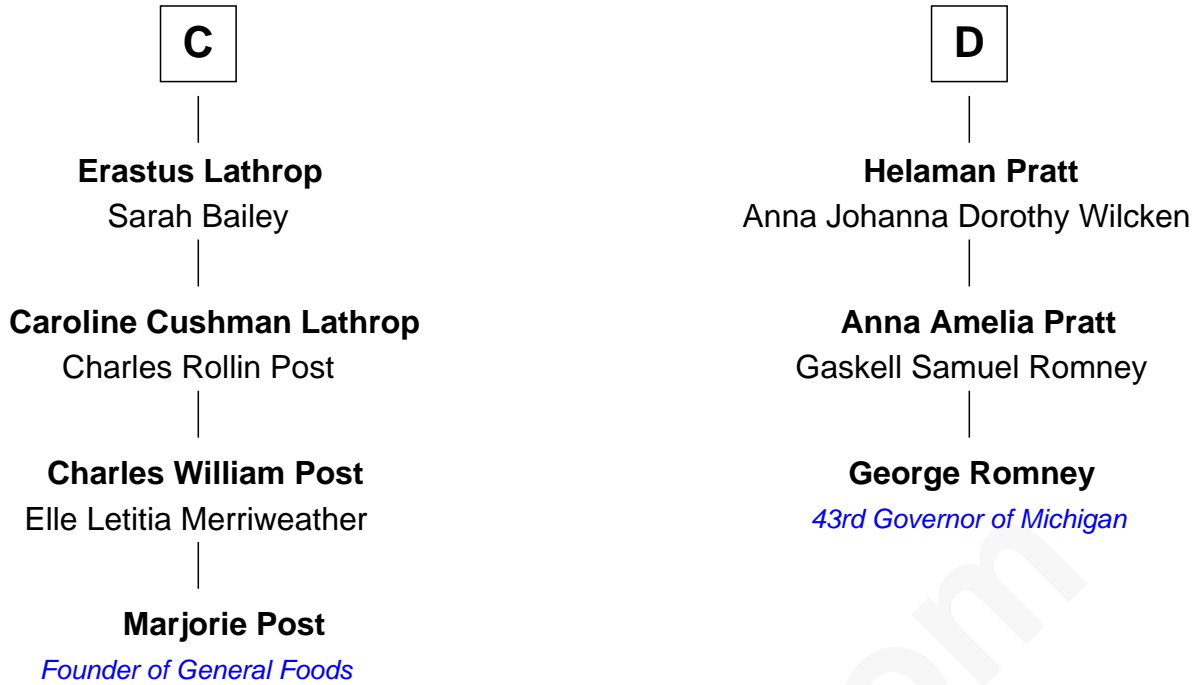 C
Erastus Lathrop
Sarah Bailey
Caroline Cushman Lathrop
Charles Rollin Post
Charles William Post
Elle Letitia Merriweather
Marjorie Post
Founder of General Foods
D
Helaman Pratt
Anna Johanna Dorothy Wilcken
Anna Amelia Pratt
Gaskell Samuel Romney
George Romney
43rd Governor of Michigan
om